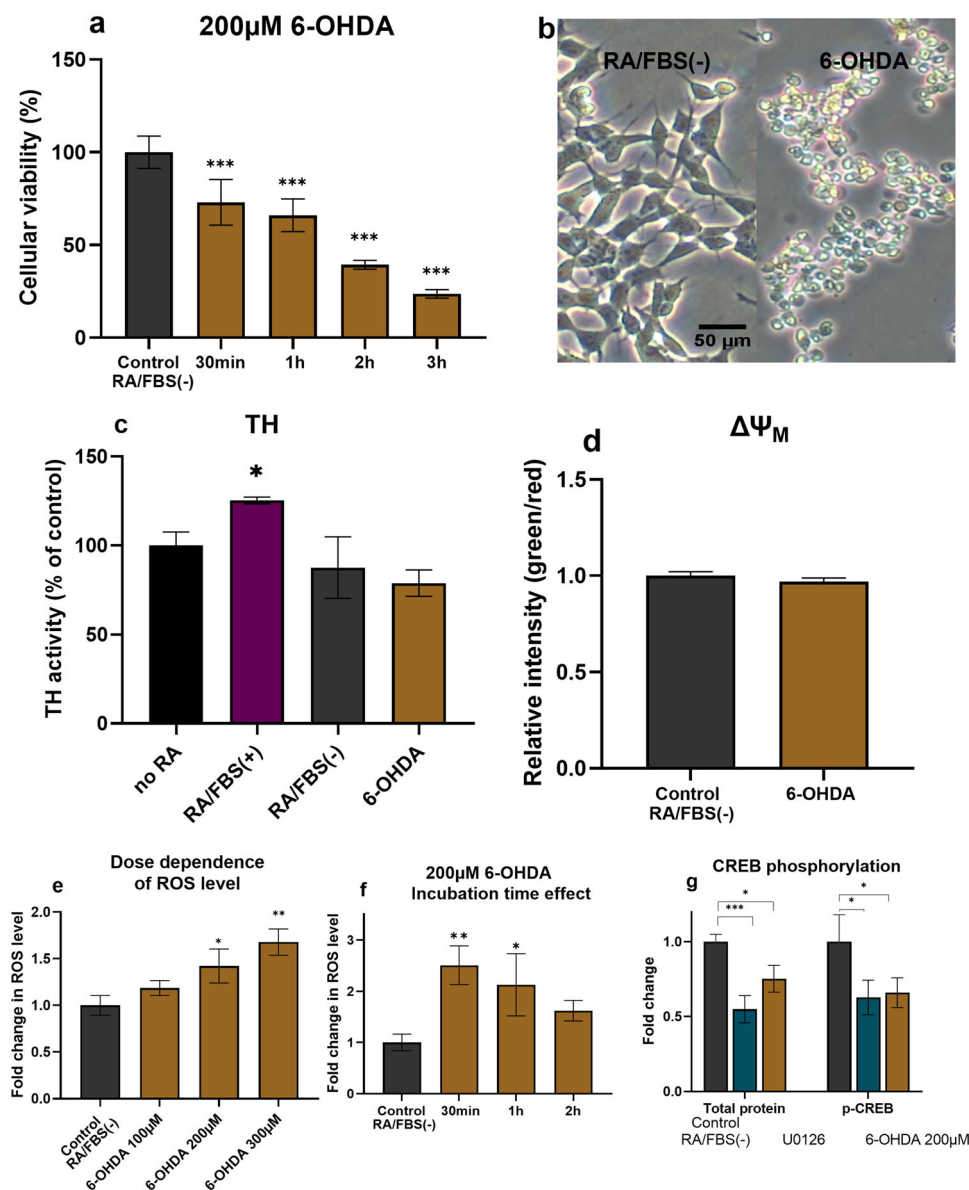 a
200µM 6-OHDA
Cellular viability (%)
150
100
50
0
***
***
***
***
Control
RA/FBS(-)
30min
1h
2h
3h
b
RA/FBS(-)
6-OHDA
50 µm
c
TH
TH activity (% of control)
150
100
50
0
*
no RA
RA/FBS(+)
RA/FBS(-)
6-OHDA
d
ΔΨM
Relative intensity (green/red)
1.5
1.0
0.5
0.0
Control
RA/FBS(-)
6-OHDA
e
Dose dependence
of ROS level
Fold change in ROS level
2.0
1.5
1.0
0.5
0.0
*
**
Control
RA/FBS(-)
6-OHDA 100µM
6-OHDA 200µM
6-OHDA 300µM
f
200µM 6-OHDA
Incubation time effect
Fold change in ROS level
3
2
1
0
**
*
Control
RA/FBS(-)
30min
1h
2h
g
CREB phosphorylation
Fold change
1.0
0.5
0.0
*
***
*
*
Total protein
p-CREB
Control
RA/FBS(-)
U0126
6-OHDA 200µM